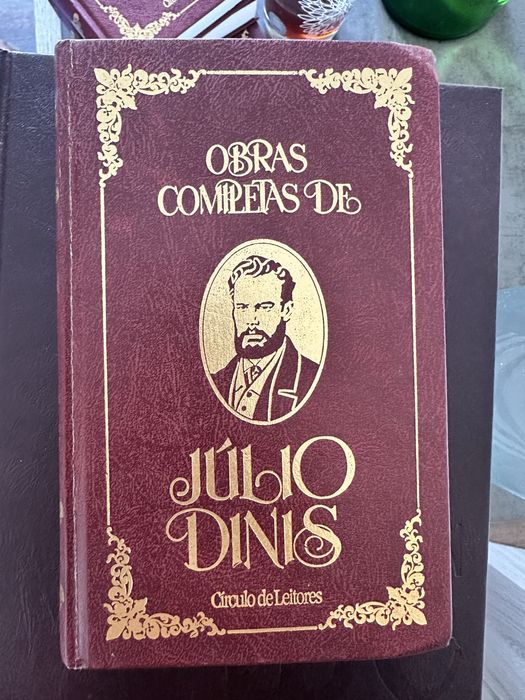 OBRAS
COMPLETAS DE
JÚLIO
DINIS
Círculo de Leitores